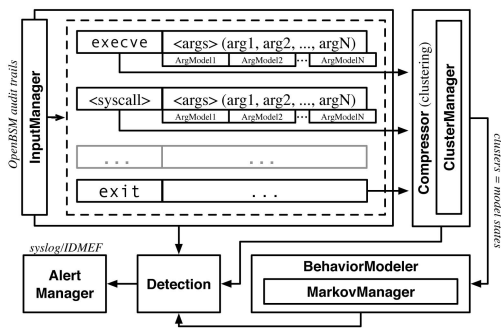 OpenBSM audit trails
InputManager
execve <args> (arg1, arg2, ..., argN)
ArgModel1 ArgModel2 ... ArgModelN
<syscall> <args> (arg1, arg2, ..., argN)
ArgModel1 ArgModel2 ... ArgModelN
... ...
exit ...
Compressor (clustering)
ClusterManager
clusters = model states
syslog/IDMEF
Alert
Manager
Detection
BehaviorModeler
MarkovManager